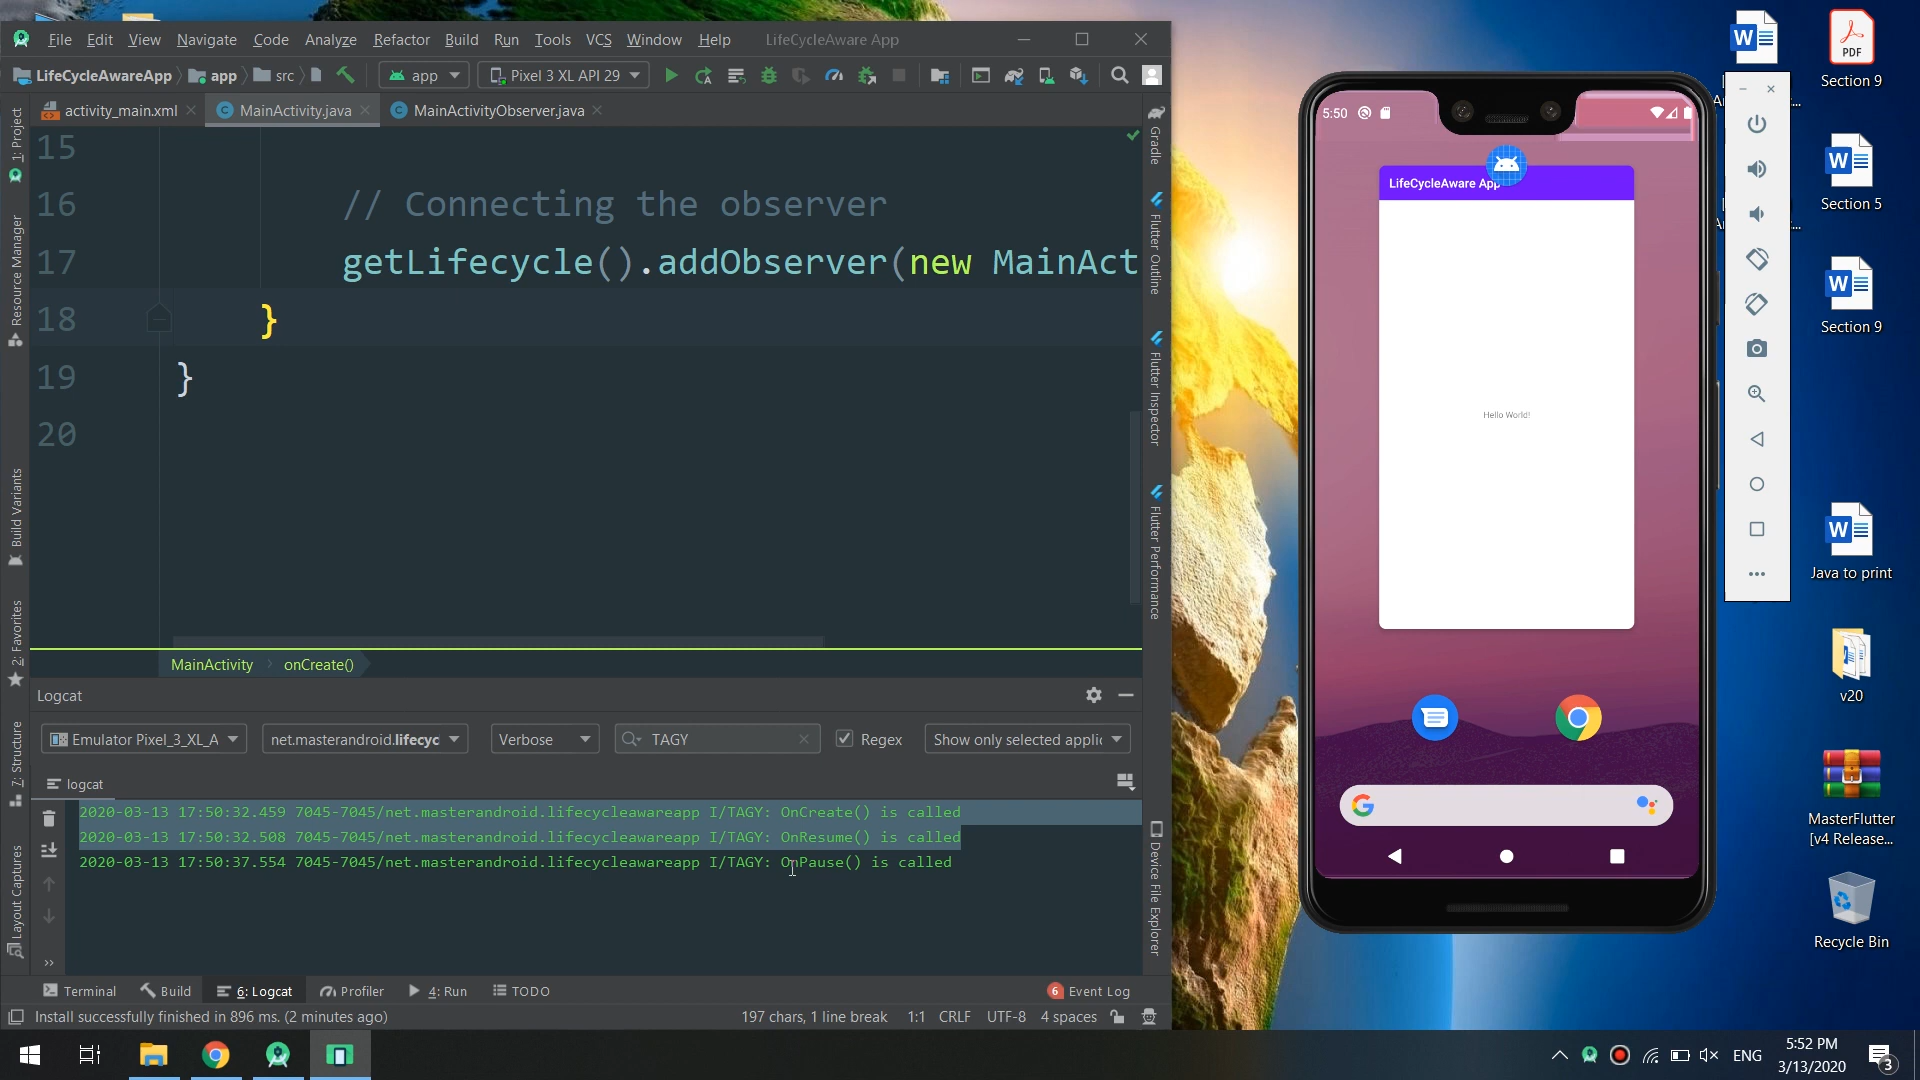 File Edit View Navigate Code Analyze Refactor Build Run Tools VCS Window Help LifeCycleAware App
LifeCycleAwareApp app src app Pixel 3 XL API 29
activity_main.xml MainActivity.java MainActivityObserver.java
1: Project
Resource Manager
Build Variants
2: Favorites
7: Structure
Layout Captures
15
16 // Connecting the observer
17 getLifecycle().addObserver(new MainAct
18 }
19 }
20
Gradle
Flutter Outline
Flutter Inspector
Flutter Performance
Device File Explorer
MainActivity onCreate()
Logcat
Emulator Pixel_3_XL_A net.masterandroid.lifecyc Verbose TAGY Regex Show only selected applic
logcat
2020-03-13 17:50:32.459 7045-7045/net.masterandroid.lifecycleawareapp I/TAGY: OnCreate() is called
2020-03-13 17:50:32.508 7045-7045/net.masterandroid.lifecycleawareapp I/TAGY: OnResume() is called
2020-03-13 17:50:37.554 7045-7045/net.masterandroid.lifecycleawareapp I/TAGY: OnPause() is called
Terminal Build 6: Logcat Profiler 4: Run TODO 6 Event Log
Install successfully finished in 896 ms. (2 minutes ago) 197 chars, 1 line break 1:1 CRLF UTF-8 4 spaces
5:50
LifeCycleAware App
Hello World!
PDF
Section 9
Section 5
Section 9
Java to print
v20
MasterFlutter
[v4 Release...
Recycle Bin
ENG
5:52 PM
3/13/2020
3